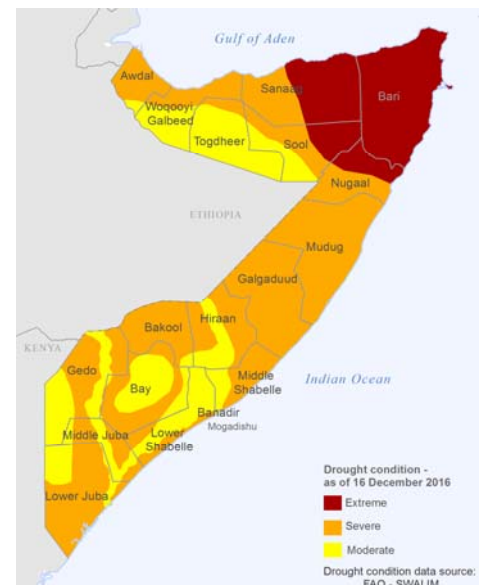 Gulf of Aden
Awdal
Sanaag
Bari
Woqooyi
Galbeed
Togdheer
Sool
Nugaal
ETHIOPIA
Mudug
Galgaduud
Hiraan
Bakool
KENYA
Gedo
Bay
Middle
Shabelle
Indian Ocean
Banadir
Mogadishu
Middle Juba
Lower
Shabelle
Lower Juba
Drought condition -
as of 16 December 2016
Extreme
Severe
Moderate
Drought condition data source:
FAO - SWALIM